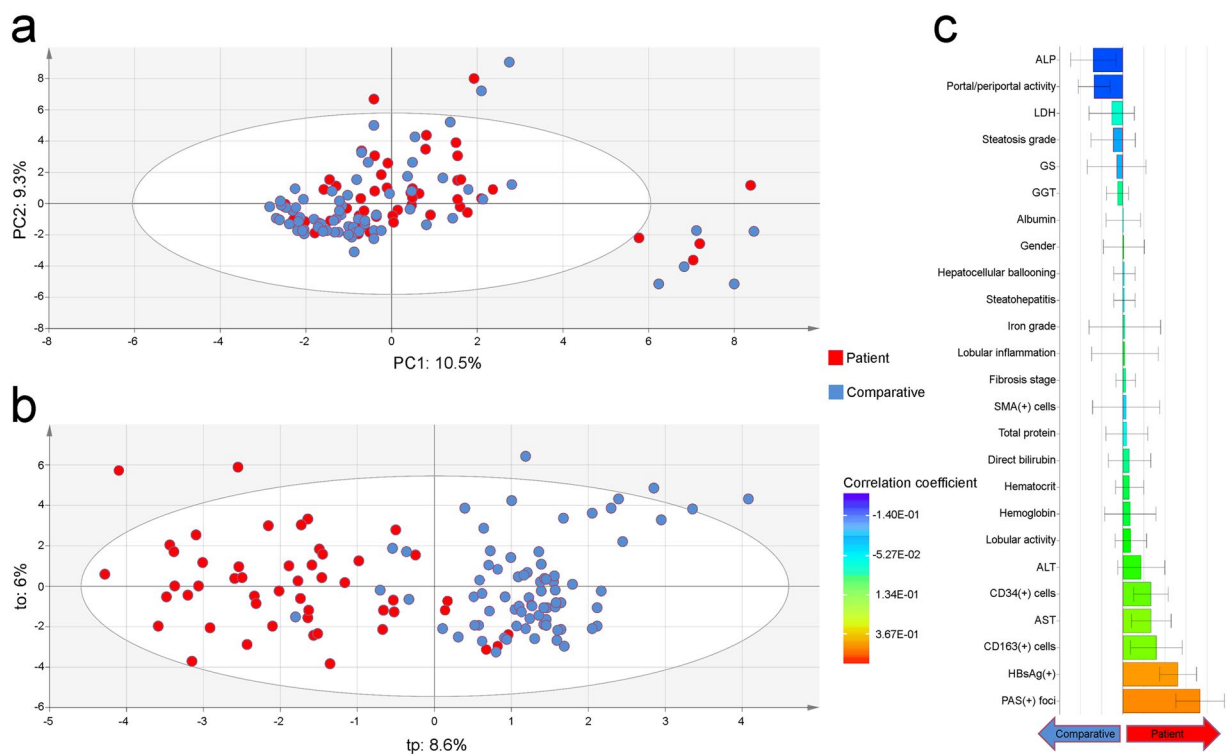 a
PC2: 9.3%
8
6
4
2
0
-2
-4
-6
-8
-8
-6
-4
-2
0
2
4
6
8
PC1: 10.5%
Patient
Comparative
b
to: 6%
6
4
2
0
-2
-4
-6
-5
-4
-3
-2
-1
0
1
2
3
4
tp: 8.6%
Correlation coefficient
-1.40E-01
-5.27E-02
1.34E-01
3.67E-01
c
ALP
Portal/periportal activity
LDH
Steatosis grade
GS
GGT
Albumin
Gender
Hepatocellular ballooning
Steatohepatitis
Iron grade
Lobular inflammation
Fibrosis stage
SMA(+) cells
Total protein
Direct bilirubin
Hematocrit
Hemoglobin
Lobular activity
ALT
CD34(+) cells
AST
CD163(+) cells
HBsAg(+)
PAS(+) foci
Comparative
Patient